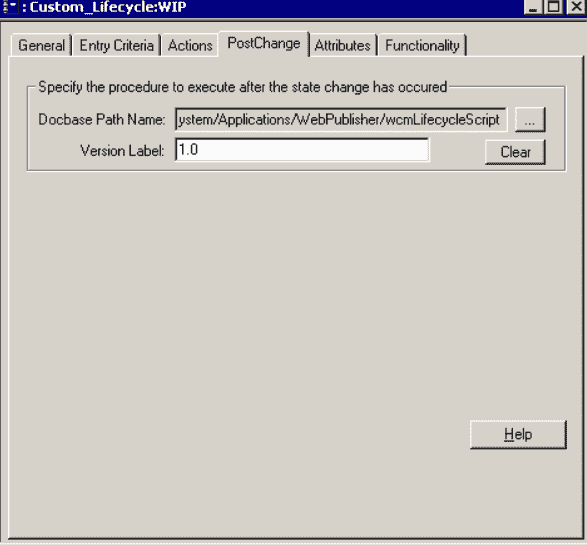 : Custom_Lifecycle:WIP
General Entry Criteria Actions PostChange Attributes Functionality
Specify the procedure to execute after the state change has occured
Docbase Path Name: ystem/Applications/WebPublisher/wcmLifecycleScript ...
Version Label: 1.0 Clear
Help